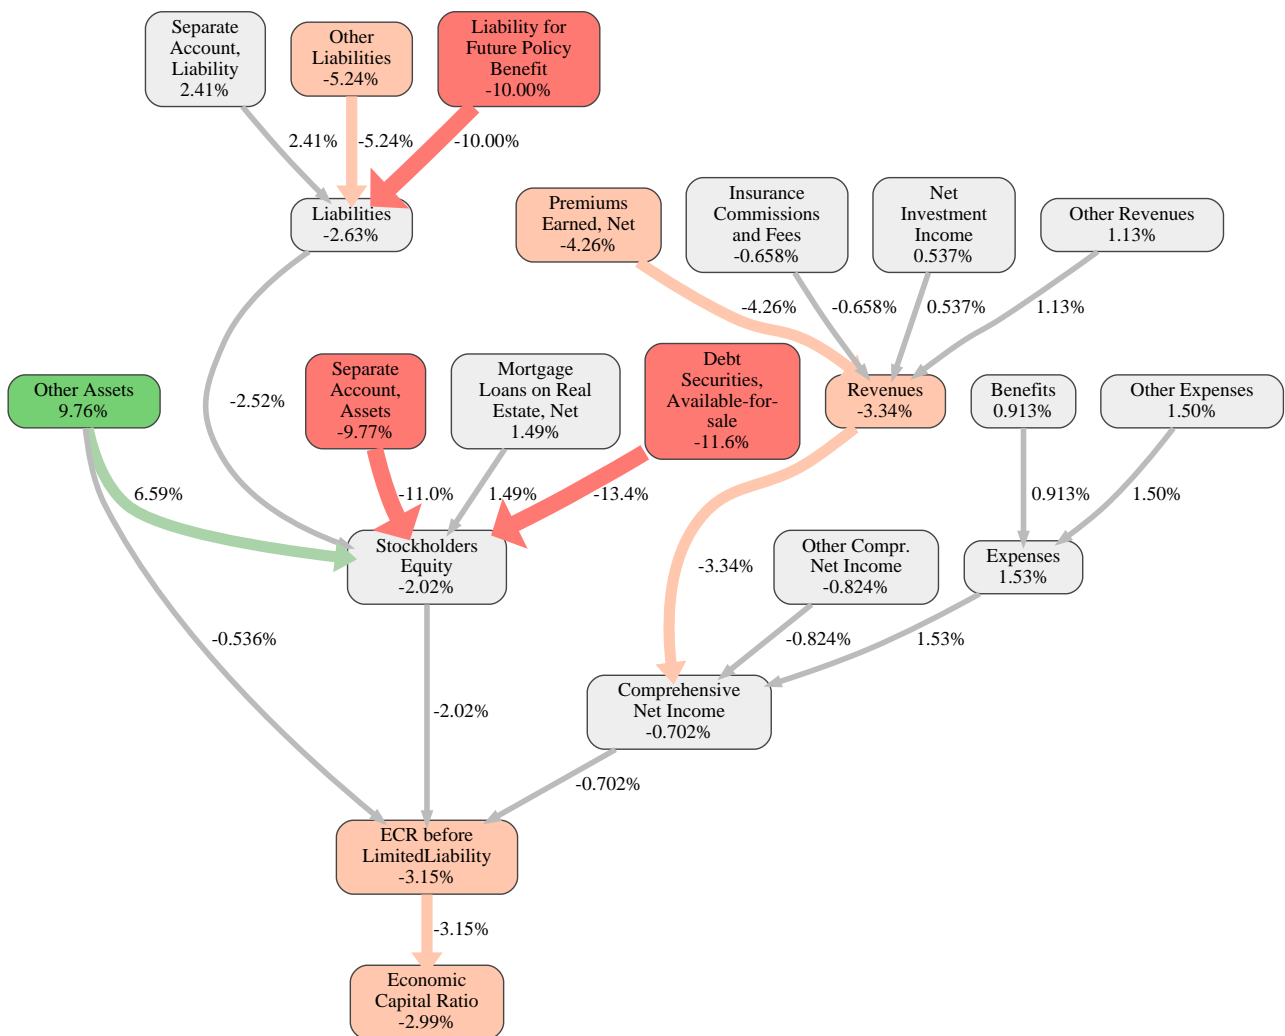 Separate
Account,
Liability
2.41%
Other
Liabilities
-5.24%
Liability for
Future Policy
Benefit
-10.00%
2.41%
-5.24%
-10.00%
Liabilities
-2.63%
Premiums
Earned, Net
-4.26%
Insurance
Commissions
and Fees
-0.658%
Net
Investment
Income
0.537%
Other Revenues
1.13%
-4.26%
-0.658%
0.537%
1.13%
Other Assets
9.76%
-2.52%
Separate
Account,
Assets
-9.77%
Mortgage
Loans on Real
Estate, Net
1.49%
Debt
Securities,
Available-for-
sale
-11.6%
Revenues
-3.34%
Benefits
0.913%
Other Expenses
1.50%
6.59%
-11.0%
1.49%
-13.4%
0.913%
1.50%
Stockholders
Equity
-2.02%
-3.34%
Other Compr.
Net Income
-0.824%
Expenses
1.53%
-0.536%
-0.824%
1.53%
-2.02%
Comprehensive
Net Income
-0.702%
-0.702%
ECR before
LimitedLiability
-3.15%
-3.15%
Economic
Capital Ratio
-2.99%